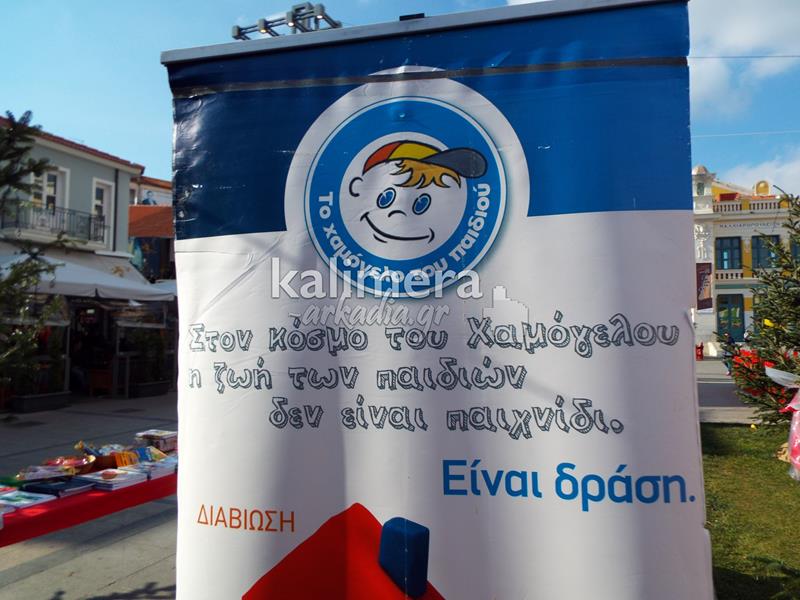 Το χαμόγελο του παιδιού
kalimera
-arkadia.gr
Στον κόσμο του Χαμόγελου
η ζωή των παιδιών
δεν είναι παιχνίδι.
Είναι δράση.
ΔΙΑΒΙΩΣΗ